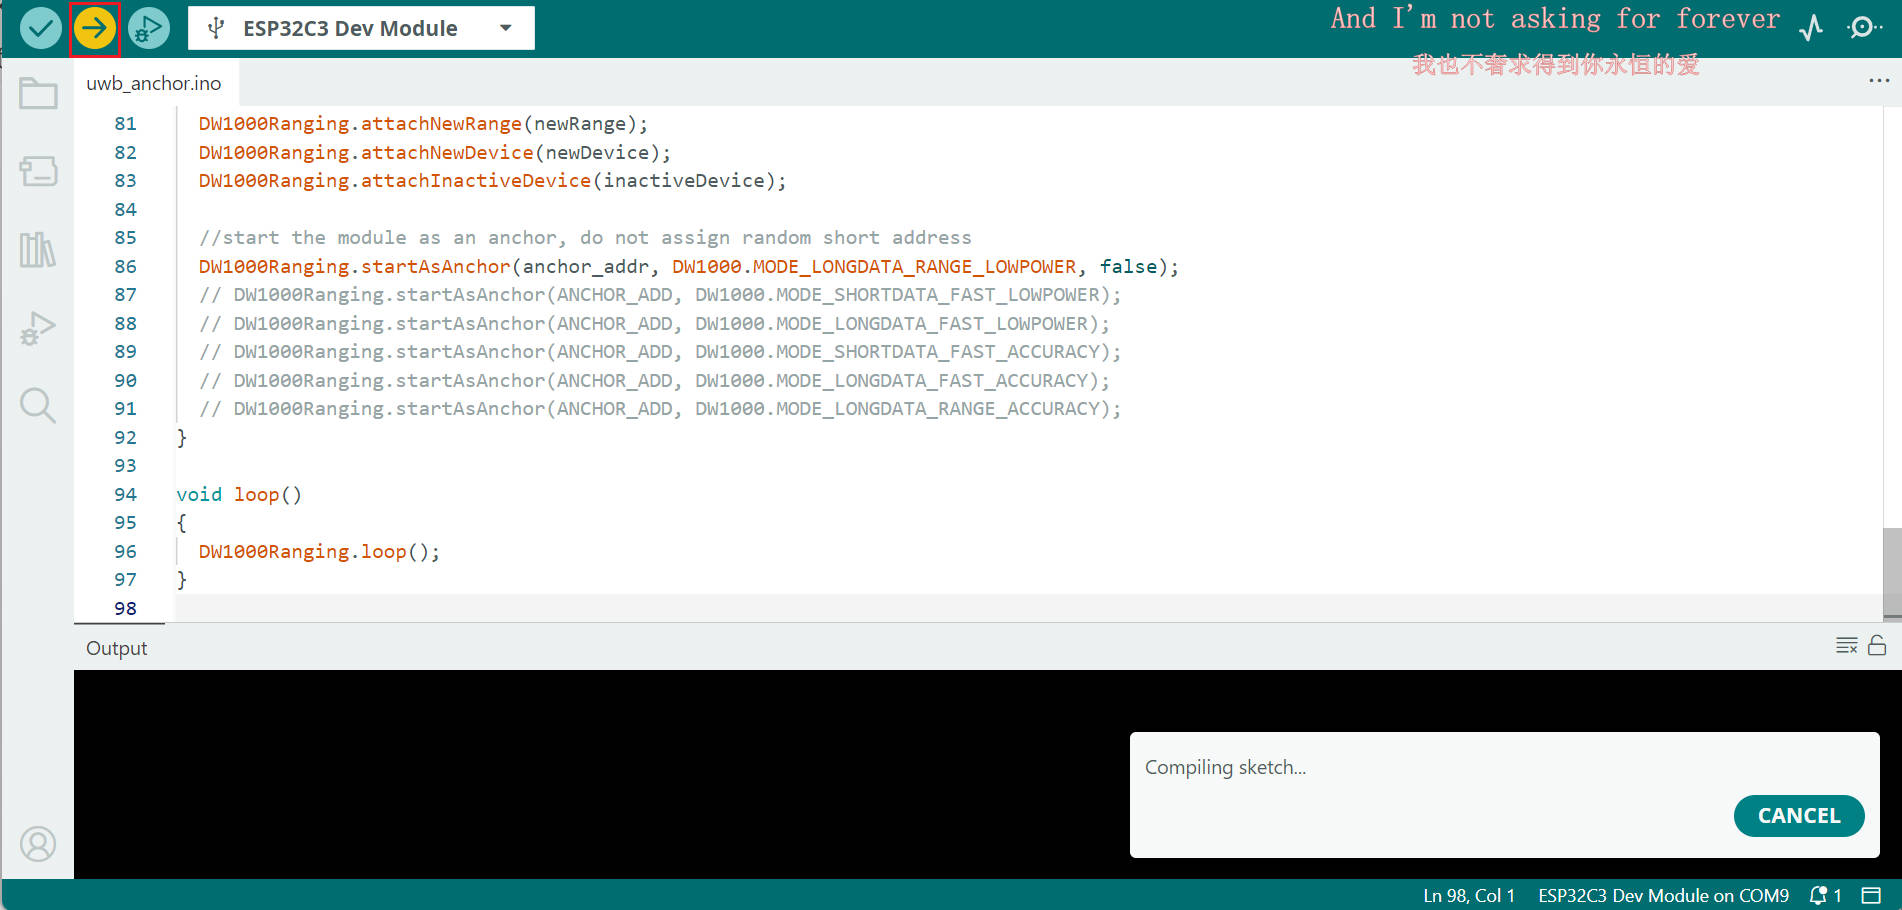 ESP32C3 Dev Module
And I'm not asking for forever
我也不奢求得到你永恒的爱
uwb_anchor.ino
81 DW1000Ranging.attachNewRange(newRange);
82 DW1000Ranging.attachNewDevice(newDevice);
83 DW1000Ranging.attachInactiveDevice(inactiveDevice);
84
85 //start the module as an anchor, do not assign random short address
86 DW1000Ranging.startAsAnchor(anchor_addr, DW1000.MODE_LONGDATA_RANGE_LOWPOWER, false);
87 // DW1000Ranging.startAsAnchor(ANCHOR_ADD, DW1000.MODE_SHORTDATA_FAST_LOWPOWER);
88 // DW1000Ranging.startAsAnchor(ANCHOR_ADD, DW1000.MODE_LONGDATA_FAST_LOWPOWER);
89 // DW1000Ranging.startAsAnchor(ANCHOR_ADD, DW1000.MODE_SHORTDATA_FAST_ACCURACY);
90 // DW1000Ranging.startAsAnchor(ANCHOR_ADD, DW1000.MODE_LONGDATA_FAST_ACCURACY);
91 // DW1000Ranging.startAsAnchor(ANCHOR_ADD, DW1000.MODE_LONGDATA_RANGE_ACCURACY);
92 }
93
94 void loop()
95 {
96 DW1000Ranging.loop();
97 }
98
Output
Compiling sketch...
CANCEL
Ln 98, Col 1 ESP32C3 Dev Module on COM9 1